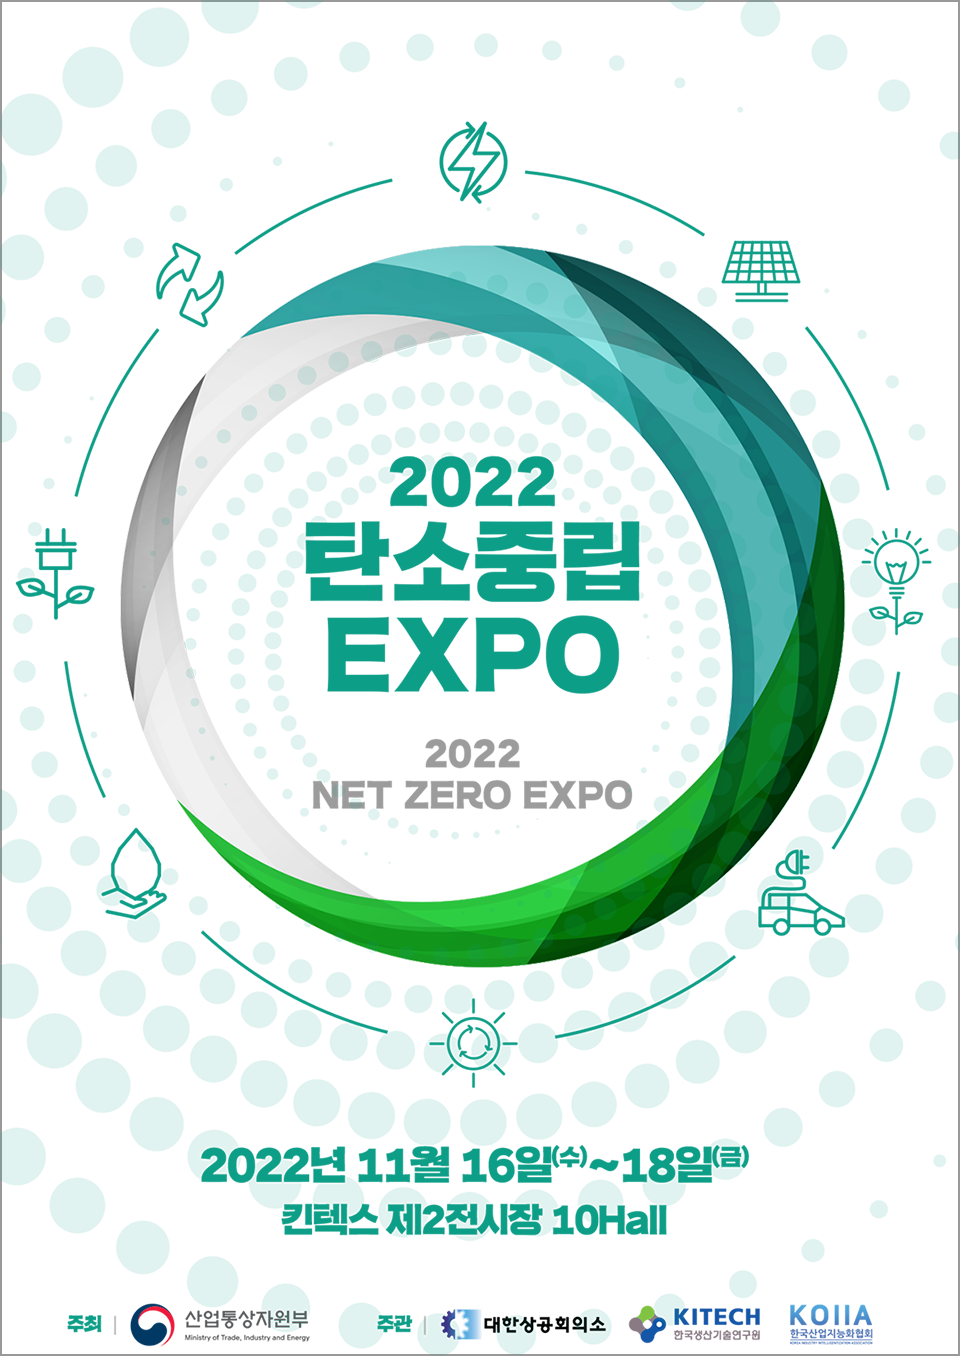 2022
탄소중립
EXPO
2022
NET ZERO EXPO
2022년 11월 16일(수)~18일(금)
킨텍스 제2전시장 10Hall
주최 | 산업통상자원부
Ministry of Trade, Industry and Energy
주관 | 대한상공회의소
KITECH
한국생산기술연구원
KOIIA
한국산업지능화협회
KOREA INDUSTRY INTELLIGENTIZATION ASSOCIATION